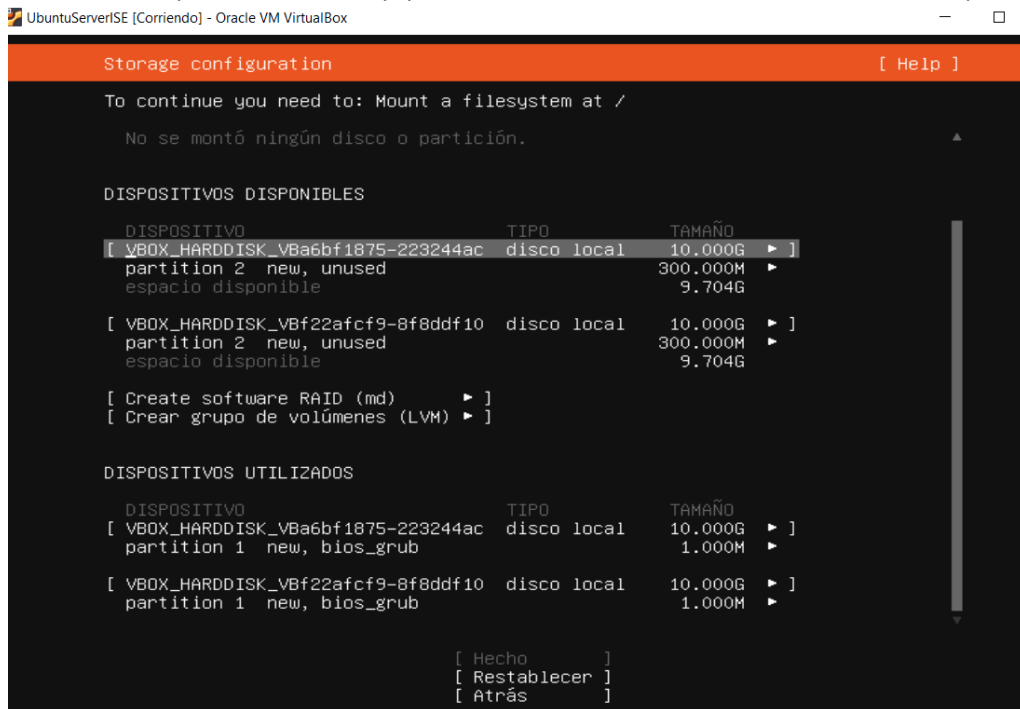 UbuntuServerISE [Corriendo] - Oracle VM VirtualBox
Storage configuration [ Help ]
To continue you need to: Mount a filesystem at /
No se montó ningún disco o partición.
DISPOSITIVOS DISPONIBLES
DISPOSITIVO TIPO TAMAÑO
[ VBOX_HARDDISK_VBa6bf1875-223244ac disco local 10.000G ► ]
partition 2 new, unused 300.000M ►
espacio disponible 9.704G
[ VBOX_HARDDISK_VBf22afcf9-8f8ddf10 disco local 10.000G ► ]
partition 2 new, unused 300.000M ►
espacio disponible 9.704G
[ Create software RAID (md) ► ]
[ Crear grupo de volúmenes (LVM) ► ]
DISPOSITIVOS UTILIZADOS
DISPOSITIVO TIPO TAMAÑO
[ VBOX_HARDDISK_VBa6bf1875-223244ac disco local 10.000G ► ]
partition 1 new, bios_grub 1.000M ►
[ VBOX_HARDDISK_VBf22afcf9-8f8ddf10 disco local 10.000G ► ]
partition 1 new, bios_grub 1.000M ►
[ Hecho ]
[ Restablecer ]
[ Atrás ]